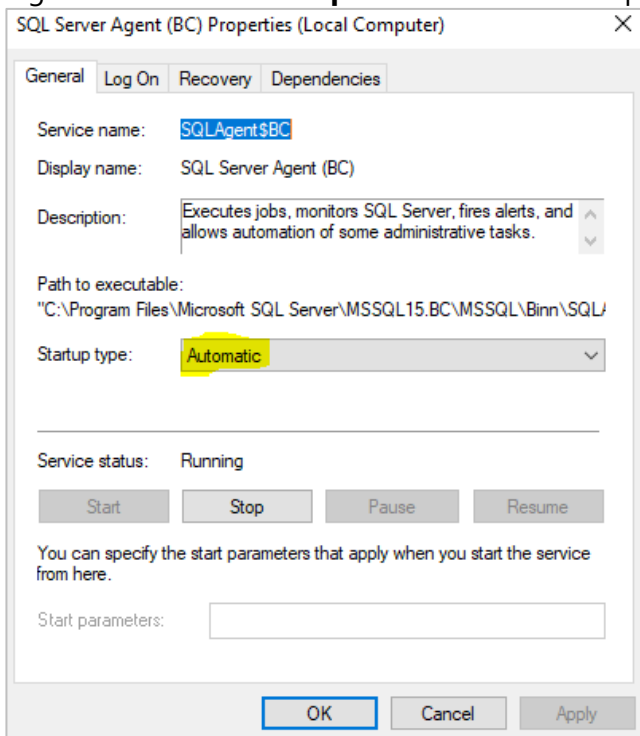 SQL Server Agent (BC) Properties (Local Computer)
General Log On Recovery Dependencies
Service name: SQLAgent$BC
Display name: SQL Server Agent (BC)
Description: Executes jobs, monitors SQL Server, fires alerts, and
allows automation of some administrative tasks.
Path to executable:
"C:\Program Files\Microsoft SQL Server\MSSQL15.BC\MSSQL\Binn\SQLA
Startup type: Automatic
Service status: Running
Start Stop Pause Resume
You can specify the start parameters that apply when you start the service
from here.
Start parameters:
OK Cancel Apply